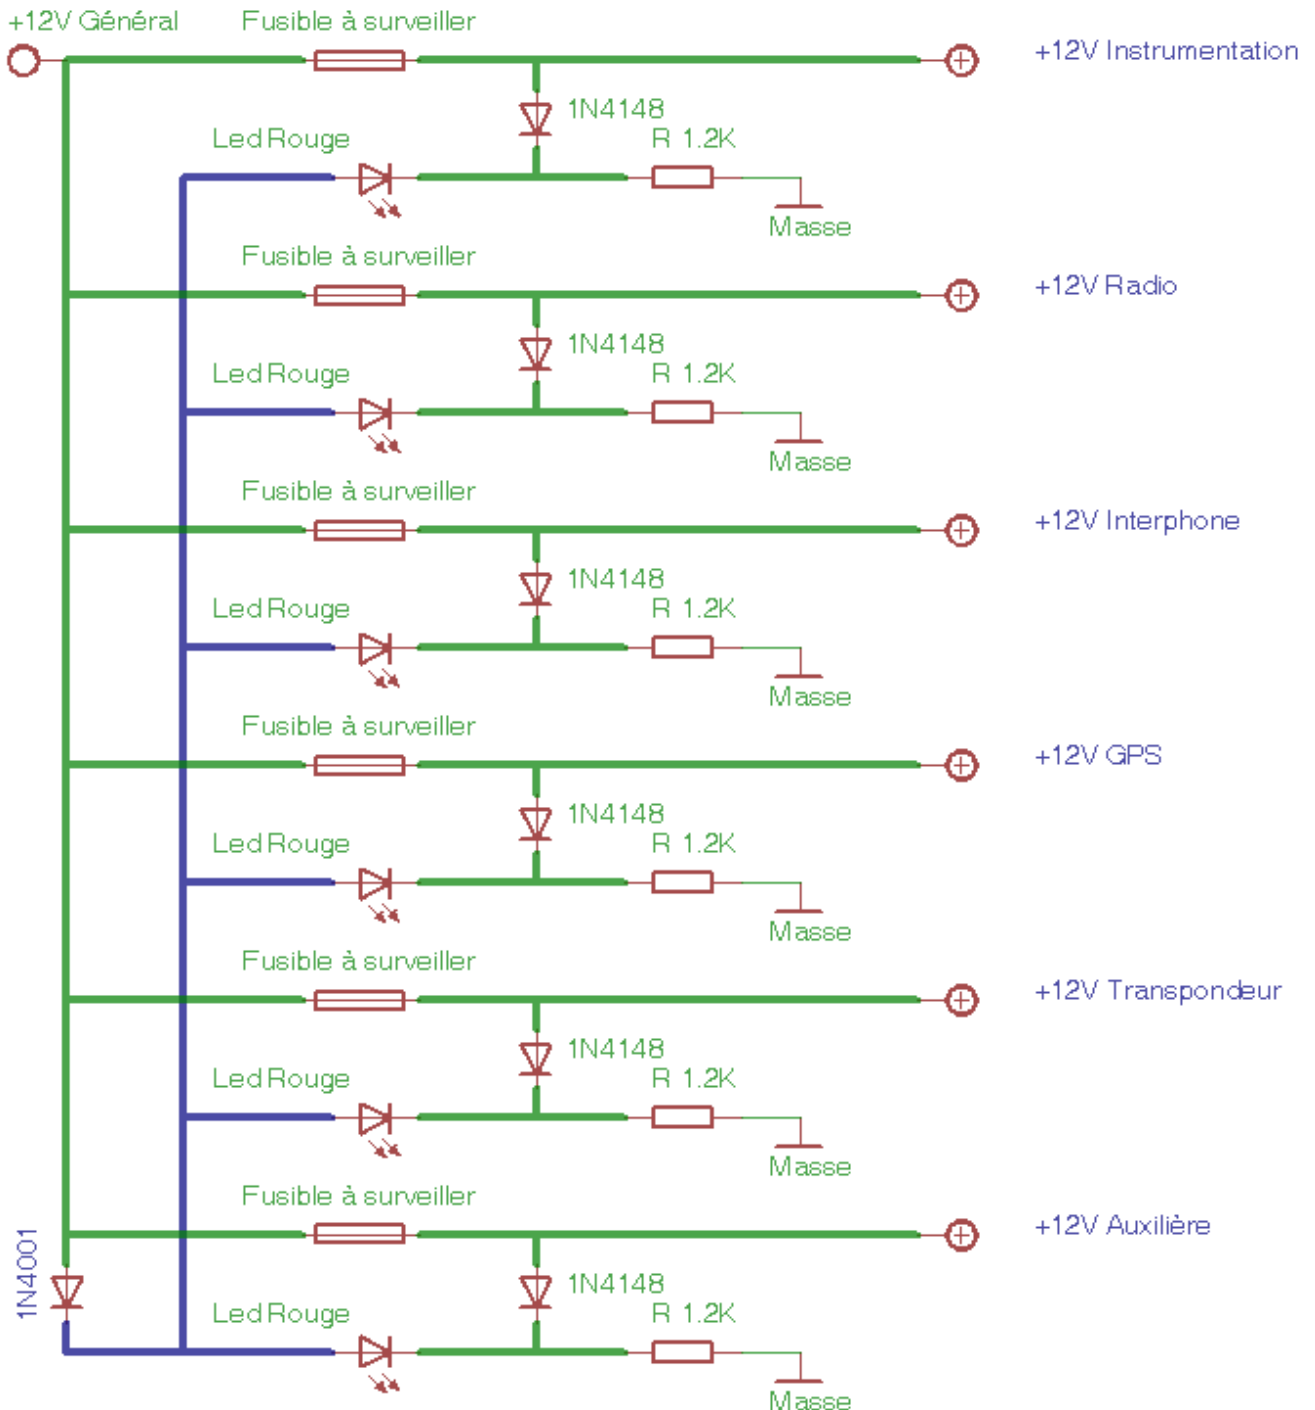 +12V Général
Fusible à surveiller
+12V Instrumentation
1N4148
Led Rouge
R 1.2K
Masse
Fusible à surveiller
+12V Radio
1N4148
Led Rouge
R 1.2K
Masse
Fusible à surveiller
+12V Interphone
1N4148
Led Rouge
R 1.2K
Masse
Fusible à surveiller
+12V GPS
1N4148
Led Rouge
R 1.2K
Masse
Fusible à surveiller
+12V Transpondeur
1N4148
Led Rouge
R 1.2K
Masse
Fusible à surveiller
+12V Auxilière
1N4001
1N4148
Led Rouge
R 1.2K
Masse